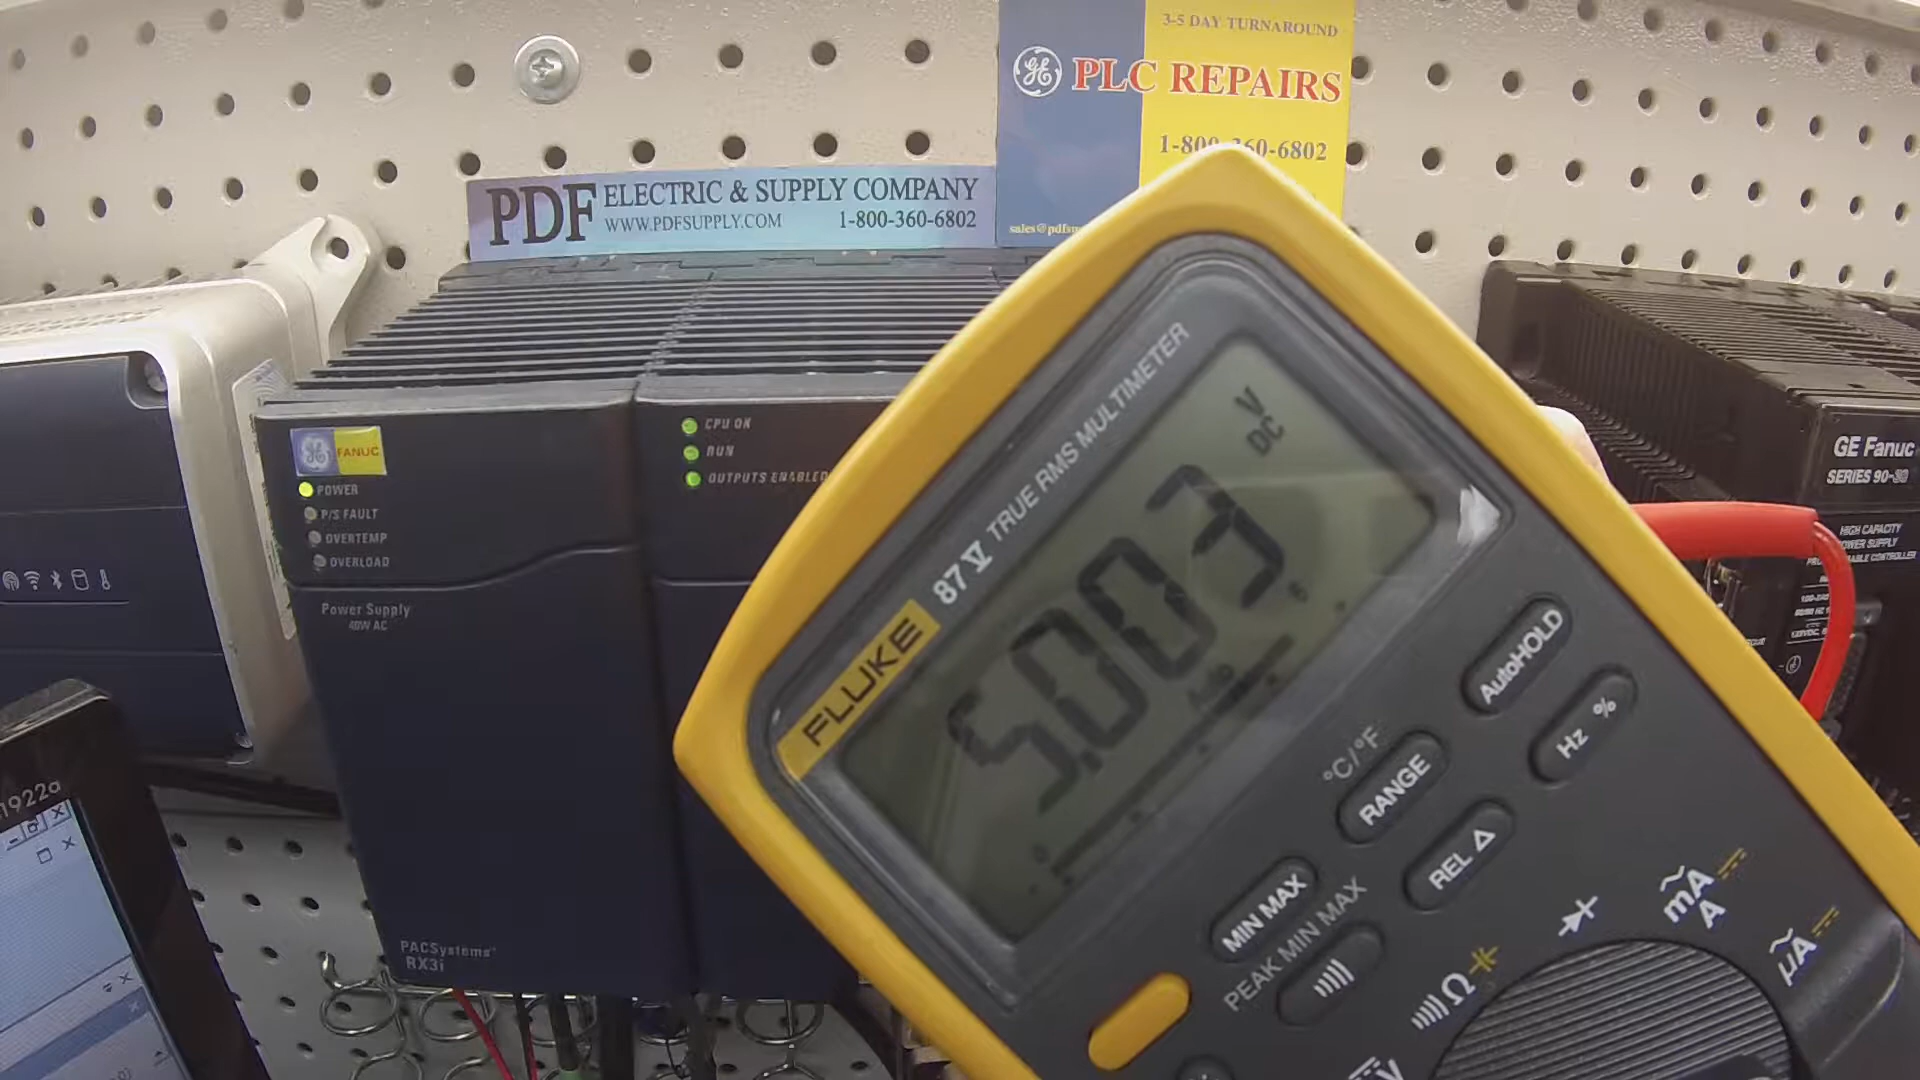 3-5 DAY TURNAROUND
GE PLC REPAIRS
1-800-360-6802
PDF ELECTRIC & SUPPLY COMPANY
WWW.PDFSUPPLY.COM 1-800-360-6802
FANUC
POWER
P/S FAULT
OVERTEMP
OVERLOAD
Power Supply
40W AC
PACSystems
RX3i
CPU OK
RUN
OUTPUTS ENABLED
FLUKE 87 V TRUE RMS MULTIMETER
V
DC
5.003
AutoHOLD
Hz %
°C/°F
RANGE
REL Δ
MIN MAX
PEAK MIN MAX
Ω
mA
A
µA
V
GE Fanuc
SERIES 90-30
HIGH CAPACITY
POWER SUPPLY
1922a